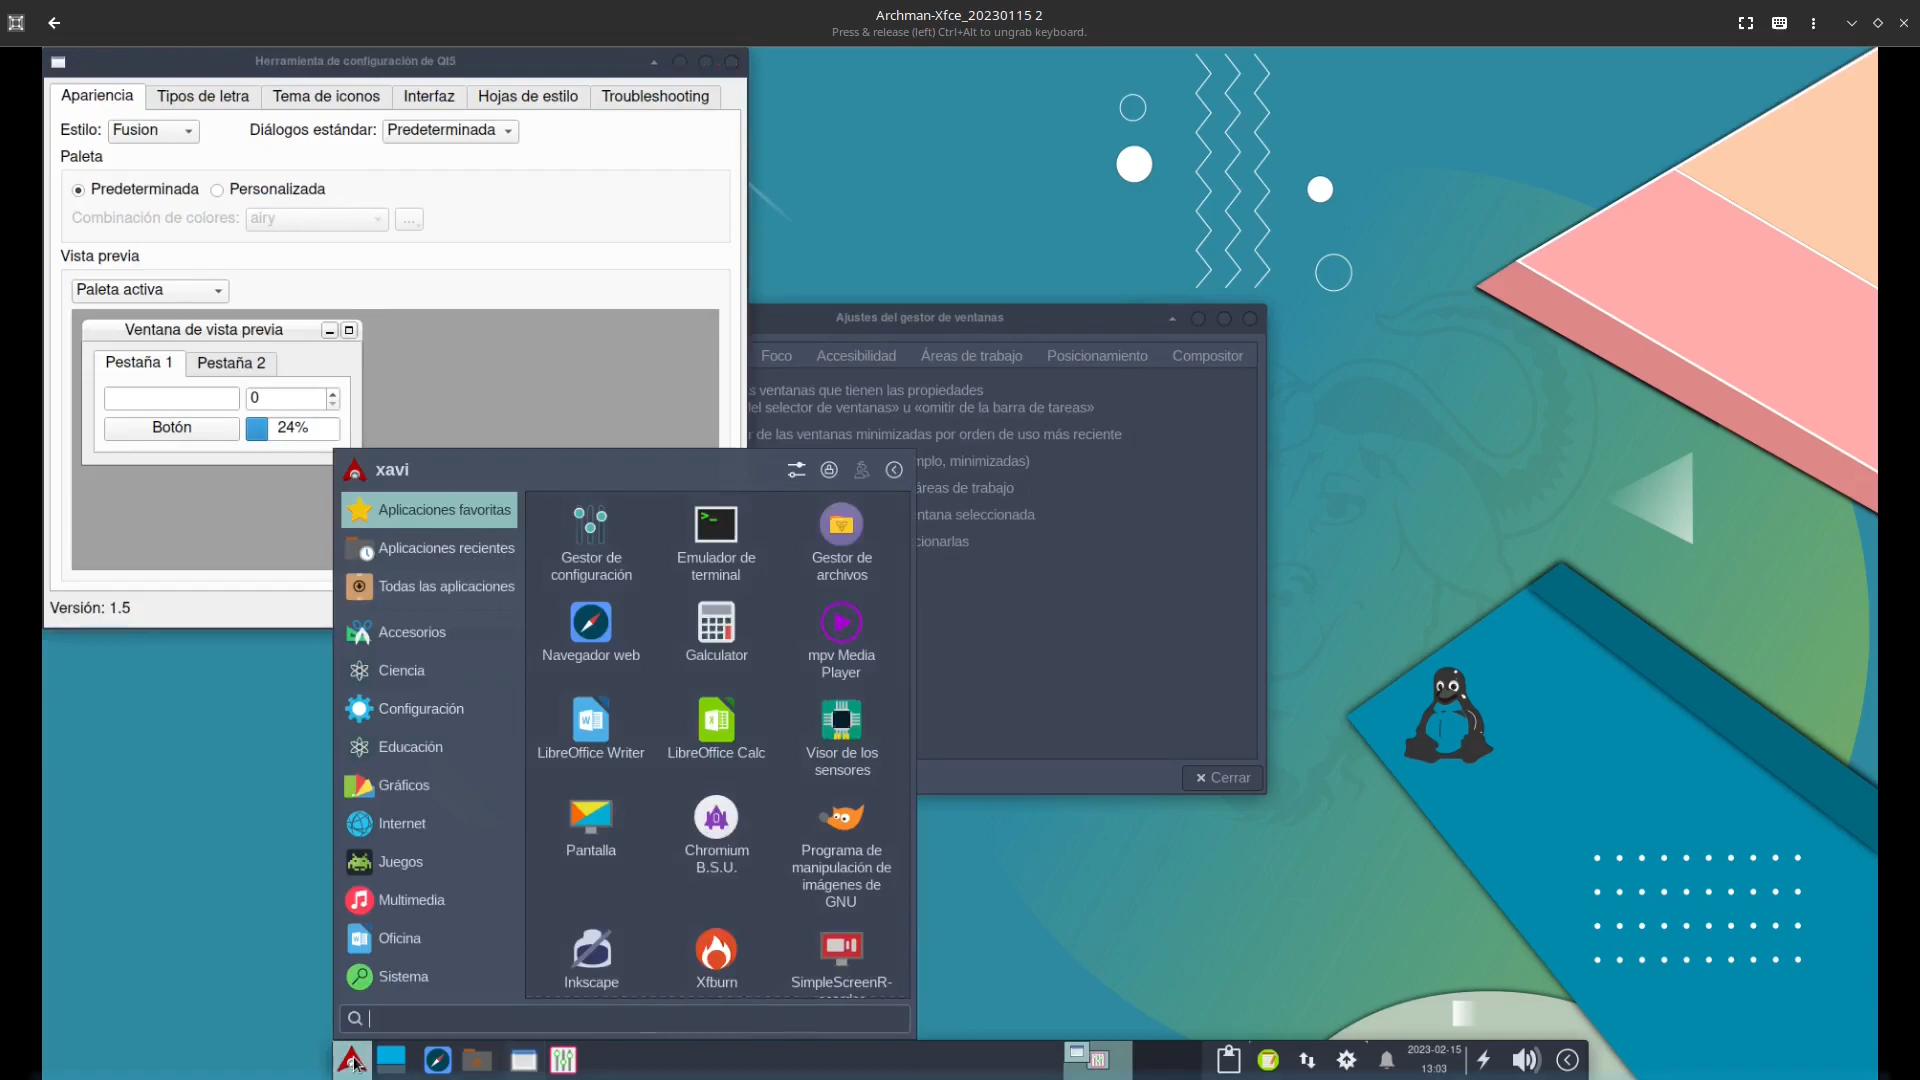 Archman-Xfce_20230115 2
Press & release (left) Ctrl+Alt to ungrab keyboard.
Herramienta de configuración de Qt5
Apariencia Tipos de letra Tema de iconos Interfaz Hojas de estilo Troubleshooting
Estilo: Fusion Diálogos estándar: Predeterminada
Paleta
Predeterminada Personalizada
Combinación de colores: airy ...
Vista previa
Paleta activa
Ventana de vista previa
Pestaña 1 Pestaña 2
0
Botón 24%
Versión: 1.5
Ajustes del gestor de ventanas
Foco Accesibilidad Áreas de trabajo Posicionamiento Compositor
s ventanas que tienen las propiedades
el selector de ventanas» u «omitir de la barra de tareas»
r de las ventanas minimizadas por orden de uso más reciente
mplo, minimizadas)
áreas de trabajo
ntana seleccionada
cionarlas
Cerrar
xavi
Aplicaciones favoritas
Aplicaciones recientes
Todas las aplicaciones
Accesorios
Ciencia
Configuración
Educación
Gráficos
Internet
Juegos
Multimedia
Oficina
Sistema
Gestor de
configuración
Emulador de
terminal
Gestor de
archivos
Navegador web
Galculator
mpv Media
Player
LibreOffice Writer
LibreOffice Calc
Visor de los
sensores
Pantalla
Chromium
B.S.U.
Programa de
manipulación de
imágenes de
GNU
Inkscape
Xfburn
SimpleScreenR-
2023-02-15
13:03